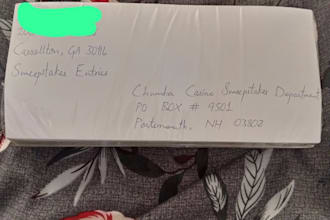 Carrollton, GA 30116
Sweepstakes Entries
Chumba Casino Sweepstakes Department
PO BOX # 9501
Portsmouth, NH 03802